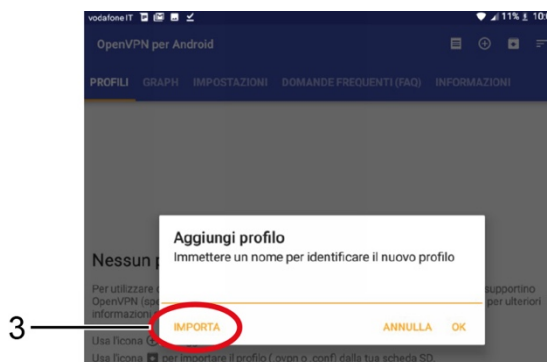 vodafone IT 11% 10:0
OpenVPN per Android
PROFILI GRAPH IMPOSTAZIONI DOMANDE FREQUENTI (FAQ) INFORMAZIONI
Aggiungi profilo
Immettere un nome per identificare il nuovo profilo
Nessun p
Per utilizzare supportino
OpenVPN per ulteriori
informazioni
3
IMPORTA ANNULLA OK
Usa l'icona
Usa l'icona per importare il profilo (.ovpn o .conf) dalla tua scheda SD.